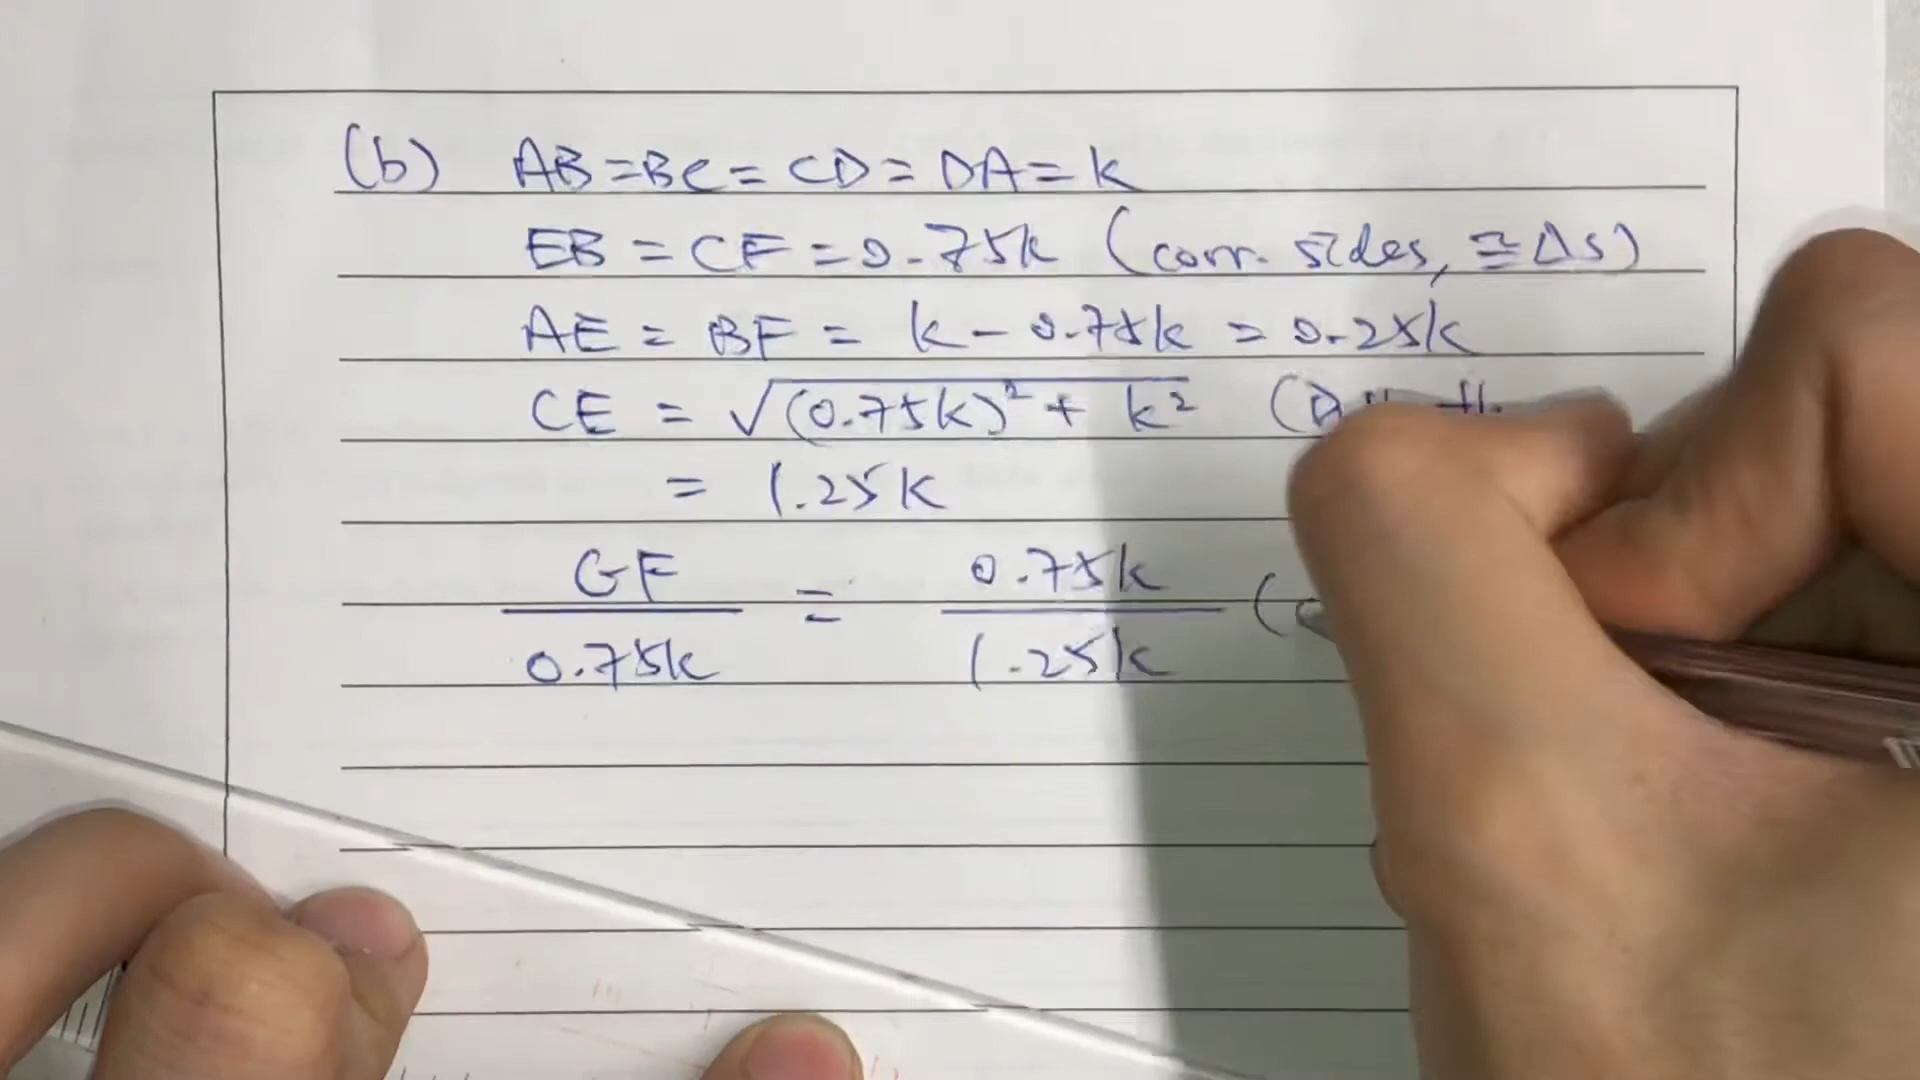 (b) AB = BC = CD = DA = k
EB = CF = 0.75k (corr. sides, ≅ Δs)
AE = BF = k - 0.75k = 0.25k
CE = √((0.75k)² + k²)
= 1.25k
GF/0.75k = 0.75k/1.25k (